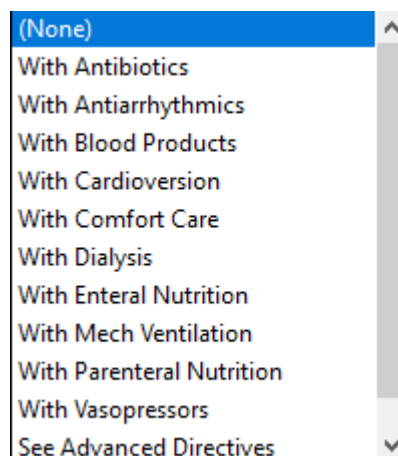 (None)
With Antibiotics
With Antiarrhythmics
With Blood Products
With Cardioversion
With Comfort Care
With Dialysis
With Enteral Nutrition
With Mech Ventilation
With Parenteral Nutrition
With Vasopressors
See Advanced Directives